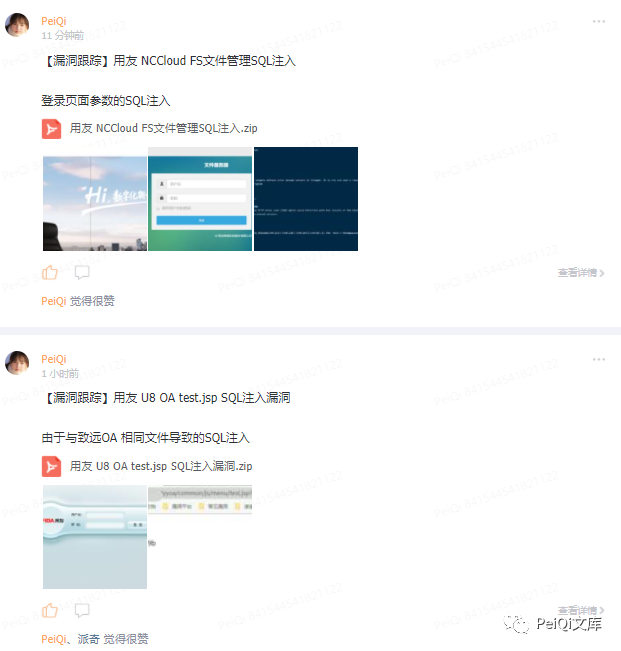 PeiQi
11 分钟前
【漏洞跟踪】用友 NCCloud FS文件管理SQL注入
登录页面参数的SQL注入
用友 NCCloud FS文件管理SQL注入.zip
Hi, 数字化
文件服务器
查看详情
PeiQi 觉得很赞
PeiQi
1 小时前
【漏洞跟踪】用友 U8 OA test.jsp SQL注入漏洞
由于与致远OA 相同文件导致的SQL注入
用友 U8 OA test.jsp SQL注入漏洞.zip
查看详情
PeiQi文库
PeiQi、派奇 觉得很赞